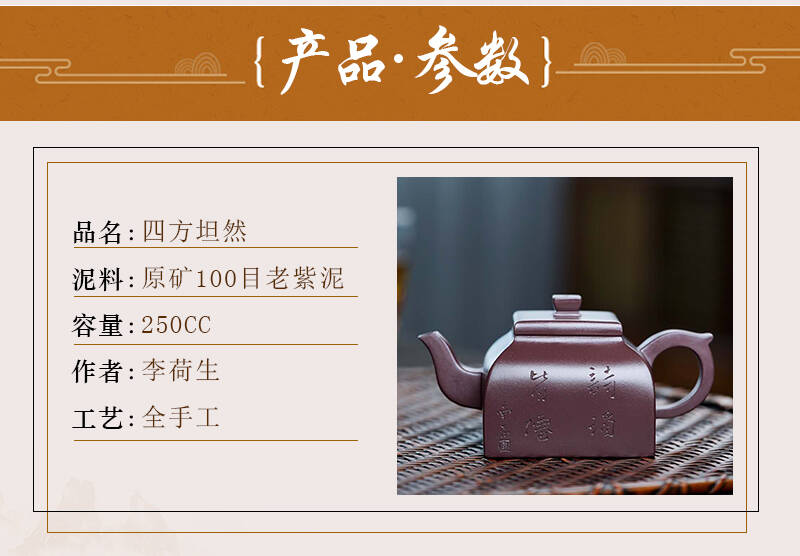 {产品·参数}
品名:四方坦然
泥料:原矿100目老紫泥
容量:250CC
作者:李荷生
工艺:全手工